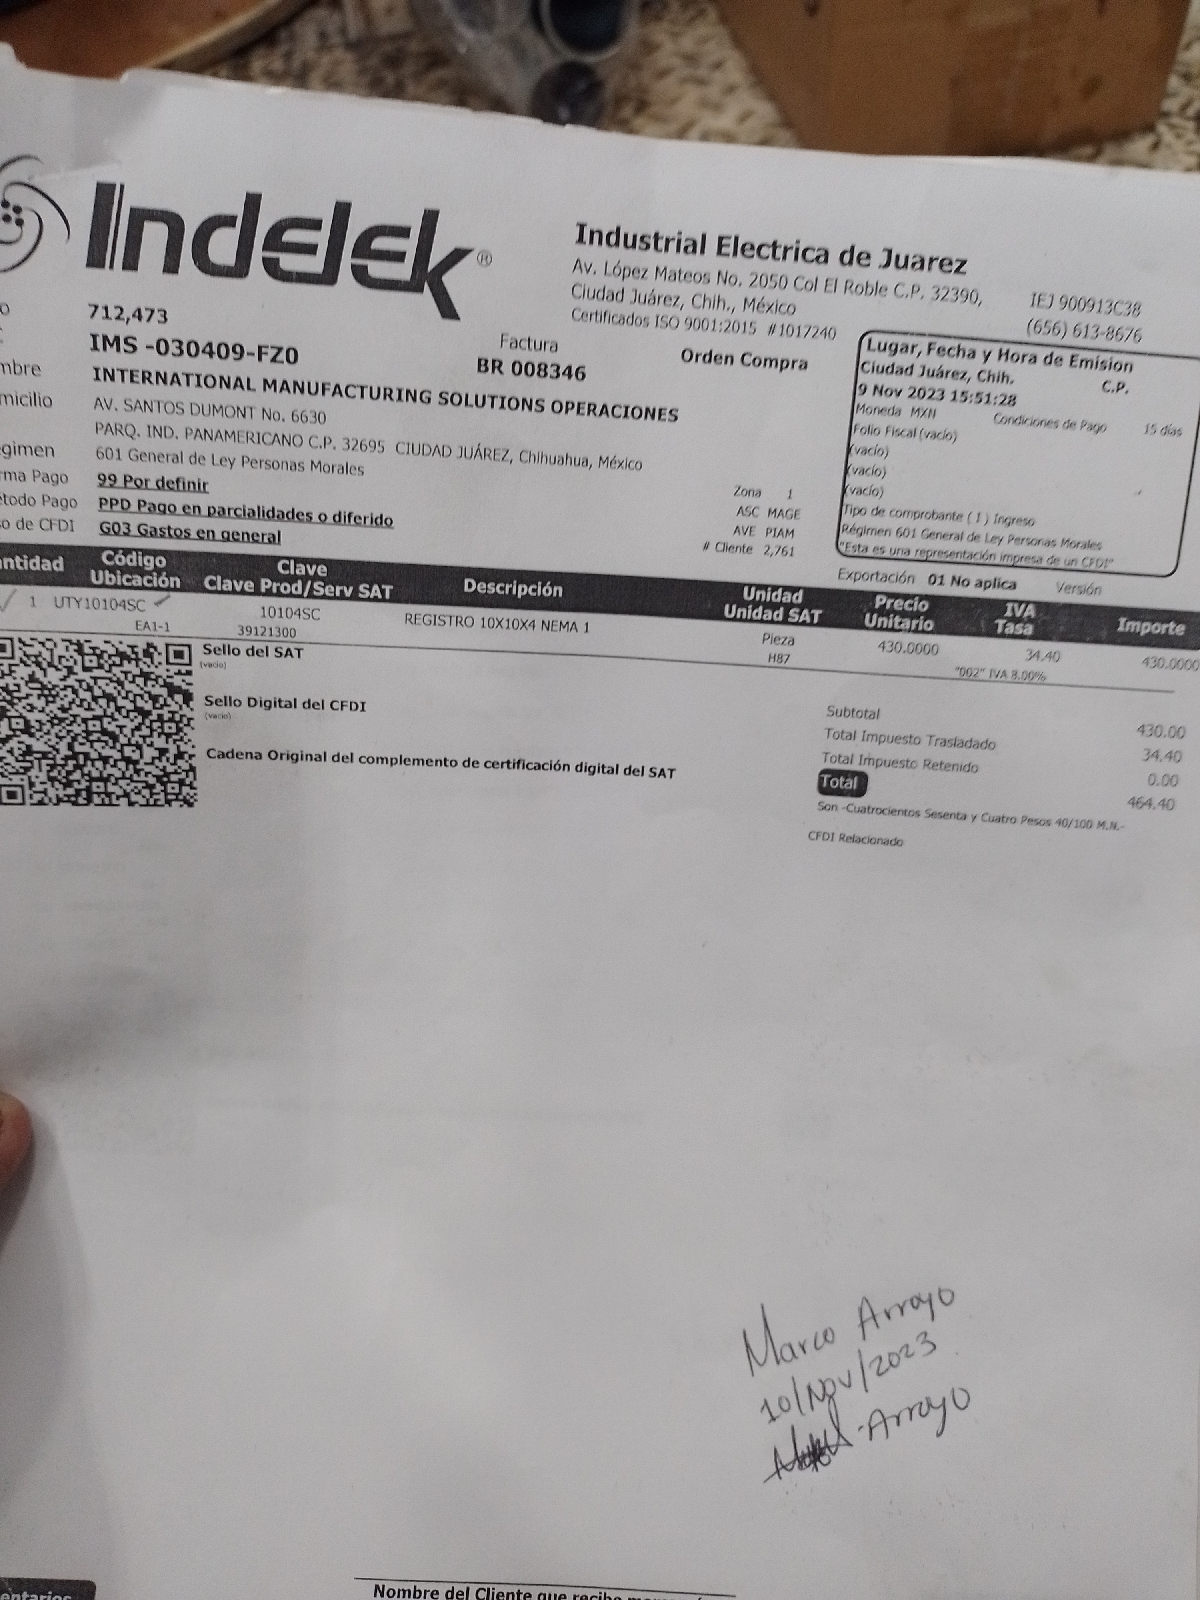 Indelek®
Industrial Electrica de Juarez
Av. López Mateos No. 2050 Col El Roble C.P. 32390,
Ciudad Juárez, Chih., México
Certificados ISO 9001:2015 #1017240
IEJ 900913C38
(656) 613-8676
712,473
IMS -030409-FZ0
Factura
BR 008346
Orden Compra
INTERNATIONAL MANUFACTURING SOLUTIONS OPERACIONES
AV. SANTOS DUMONT No. 6630
PARQ. IND. PANAMERICANO C.P. 32695 CIUDAD JUÁREZ, Chihuahua, México
601 General de Ley Personas Morales
rma Pago 99 Por definir
todo Pago PPD Pago en parcialidades o diferido
o de CFDI G03 Gastos en general
mbre
micilio
gimen
Lugar, Fecha y Hora de Emision
Ciudad Juárez, Chih. C.P.
9 Nov 2023 15:51:28
Moneda MXN Condiciones de Pago 15 días
Folio Fiscal (vacío)
(vacío)
(vacío)
(vacío)
Tipo de comprobante ( I ) Ingreso
Régimen 601 General de Ley Personas Morales
"Esta es una representación impresa de un CFDI"
Zona 1
ASC MAGE
AVE PIAM
# Cliente 2,761
Exportación 01 No aplica Versión
ntidad Código Ubicación Clave Clave Prod/Serv SAT Descripción Unidad Unidad SAT Precio Unitario IVA Tasa Importe
1 UTY10104SC 10104SC REGISTRO 10X10X4 NEMA 1 Pieza 430.0000 34.40 430.0000
EA1-1 39121300 H87 "002" IVA 8.00%
Sello del SAT
(vacío)
Sello Digital del CFDI
(vacío)
Cadena Original del complemento de certificación digital del SAT
Subtotal 430.00
Total Impuesto Trasladado 34.40
Total Impuesto Retenido 0.00
Total 464.40
Son -Cuatrocientos Sesenta y Cuatro Pesos 40/100 M.N.-
CFDI Relacionado
Marco Arroyo
10/Nov/2023
Arroyo
Nombre del Cliente que recibe